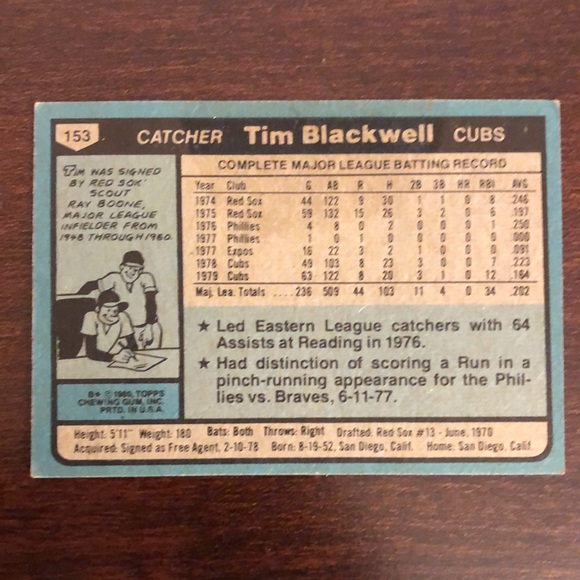 153 CATCHER Tim Blackwell CUBS
TIM WAS SIGNED
BY RED SOX
SCOUT
RAY BOONE,
MAJOR LEAGUE
INFIELDER FROM
1948 THROUGH 1960.
B* © 1980, TOPPS
CHEWING GUM, INC.
PRTD. IN U.S.A.
COMPLETE MAJOR LEAGUE BATTING RECORD
Year Club G AB R H 2B 3B HR RBI AVG
1974 Red Sox 44 122 9 30 1 1 0 8 .246
1975 Red Sox 59 132 15 26 3 2 0 6 .197
1976 Phillies 4 8 0 2 0 0 0 1 .250
1977 Phillies 1 0 1 0 0 0 0 0 .000
1977 Expos 16 22 3 2 1 0 0 0 .091
1978 Cubs 49 103 8 23 3 0 0 7 .223
1979 Cubs 63 122 8 20 3 1 0 12 .164
Maj. Lea. Totals ....236 509 44 103 11 4 0 34 .202
★ Led Eastern League catchers with 64
Assists at Reading in 1976.
★ Had distinction of scoring a Run in a
pinch-running appearance for the Phil-
lies vs. Braves, 6-11-77.
Height: 5'11" Weight: 180 Bats: Both Throws: Right Drafted: Red Sox #13 - June, 1970
Acquired: Signed as Free Agent, 2-10-78 Born: 8-19-52, San Diego, Calif. Home: San Diego, Calif.